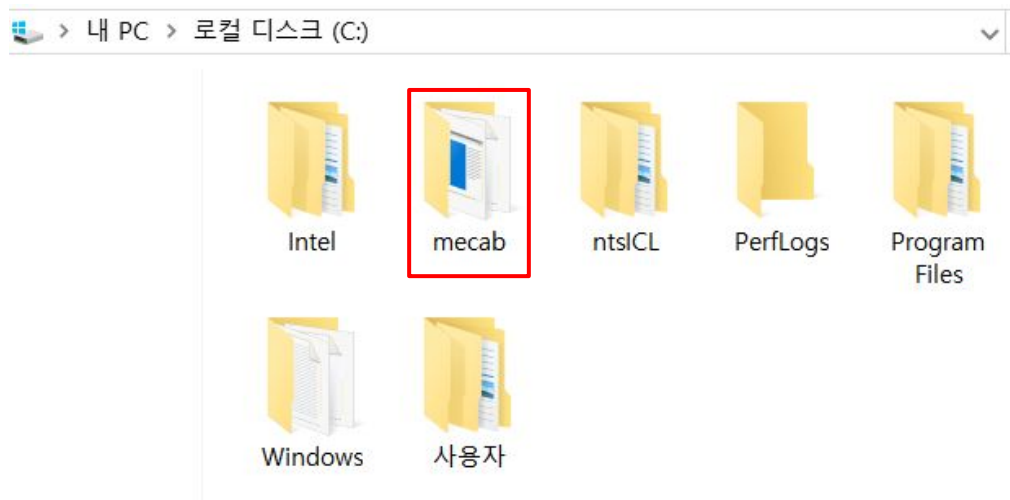 > 내 PC > 로컬 디스크 (C:)
Intel
mecab
ntsICL
PerfLogs
Program
Files
Windows
사용자